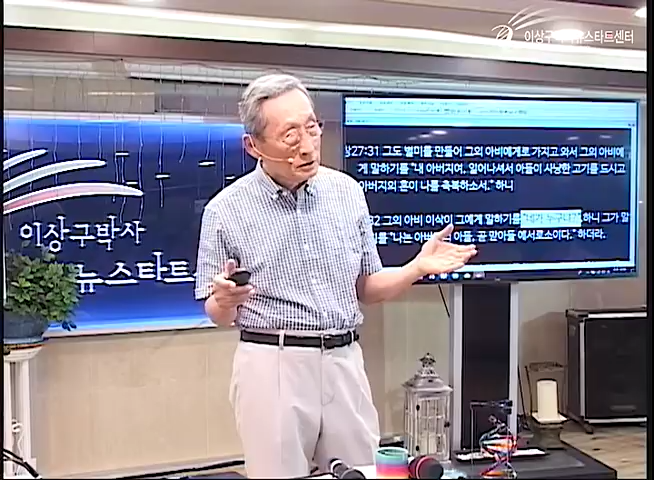 이상구박사뉴스타트센터
27:31 그도 별미를 만들어 그의 아비에게로 가지고 와서 그의 아비에
게 말하기를 "내 아버지여, 일어나셔서 아들이 사냥한 고기를 드시고
아버지의 혼이 나를 축복하소서." 하니
32 그의 아비 이삭이 그에게 말하기를 "네가 누구냐?" 하니 그가 말
를 "나는 아버 아들, 곧 맏아들 에서로소이다." 하더라.
이상구박사
뉴스타트